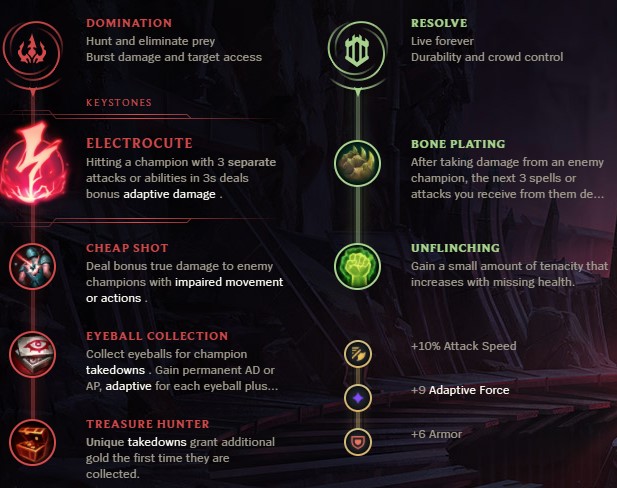 DOMINATION
Hunt and eliminate prey
Burst damage and target access
KEYSTONES
ELECTROCUTE
Hitting a champion with 3 separate
attacks or abilities in 3s deals
bonus adaptive damage .
CHEAP SHOT
Deal bonus true damage to enemy
champions with impaired movement
or actions .
EYEBALL COLLECTION
Collect eyeballs for champion
takedowns . Gain permanent AD or
AP, adaptive for each eyeball plus...
TREASURE HUNTER
Unique takedowns grant additional
gold the first time they are
collected.
RESOLVE
Live forever
Durability and crowd control
BONE PLATING
After taking damage from an enemy
champion, the next 3 spells or
attacks you receive from them de...
UNFLINCHING
Gain a small amount of tenacity that
increases with missing health.
+10% Attack Speed
+9 Adaptive Force
+6 Armor